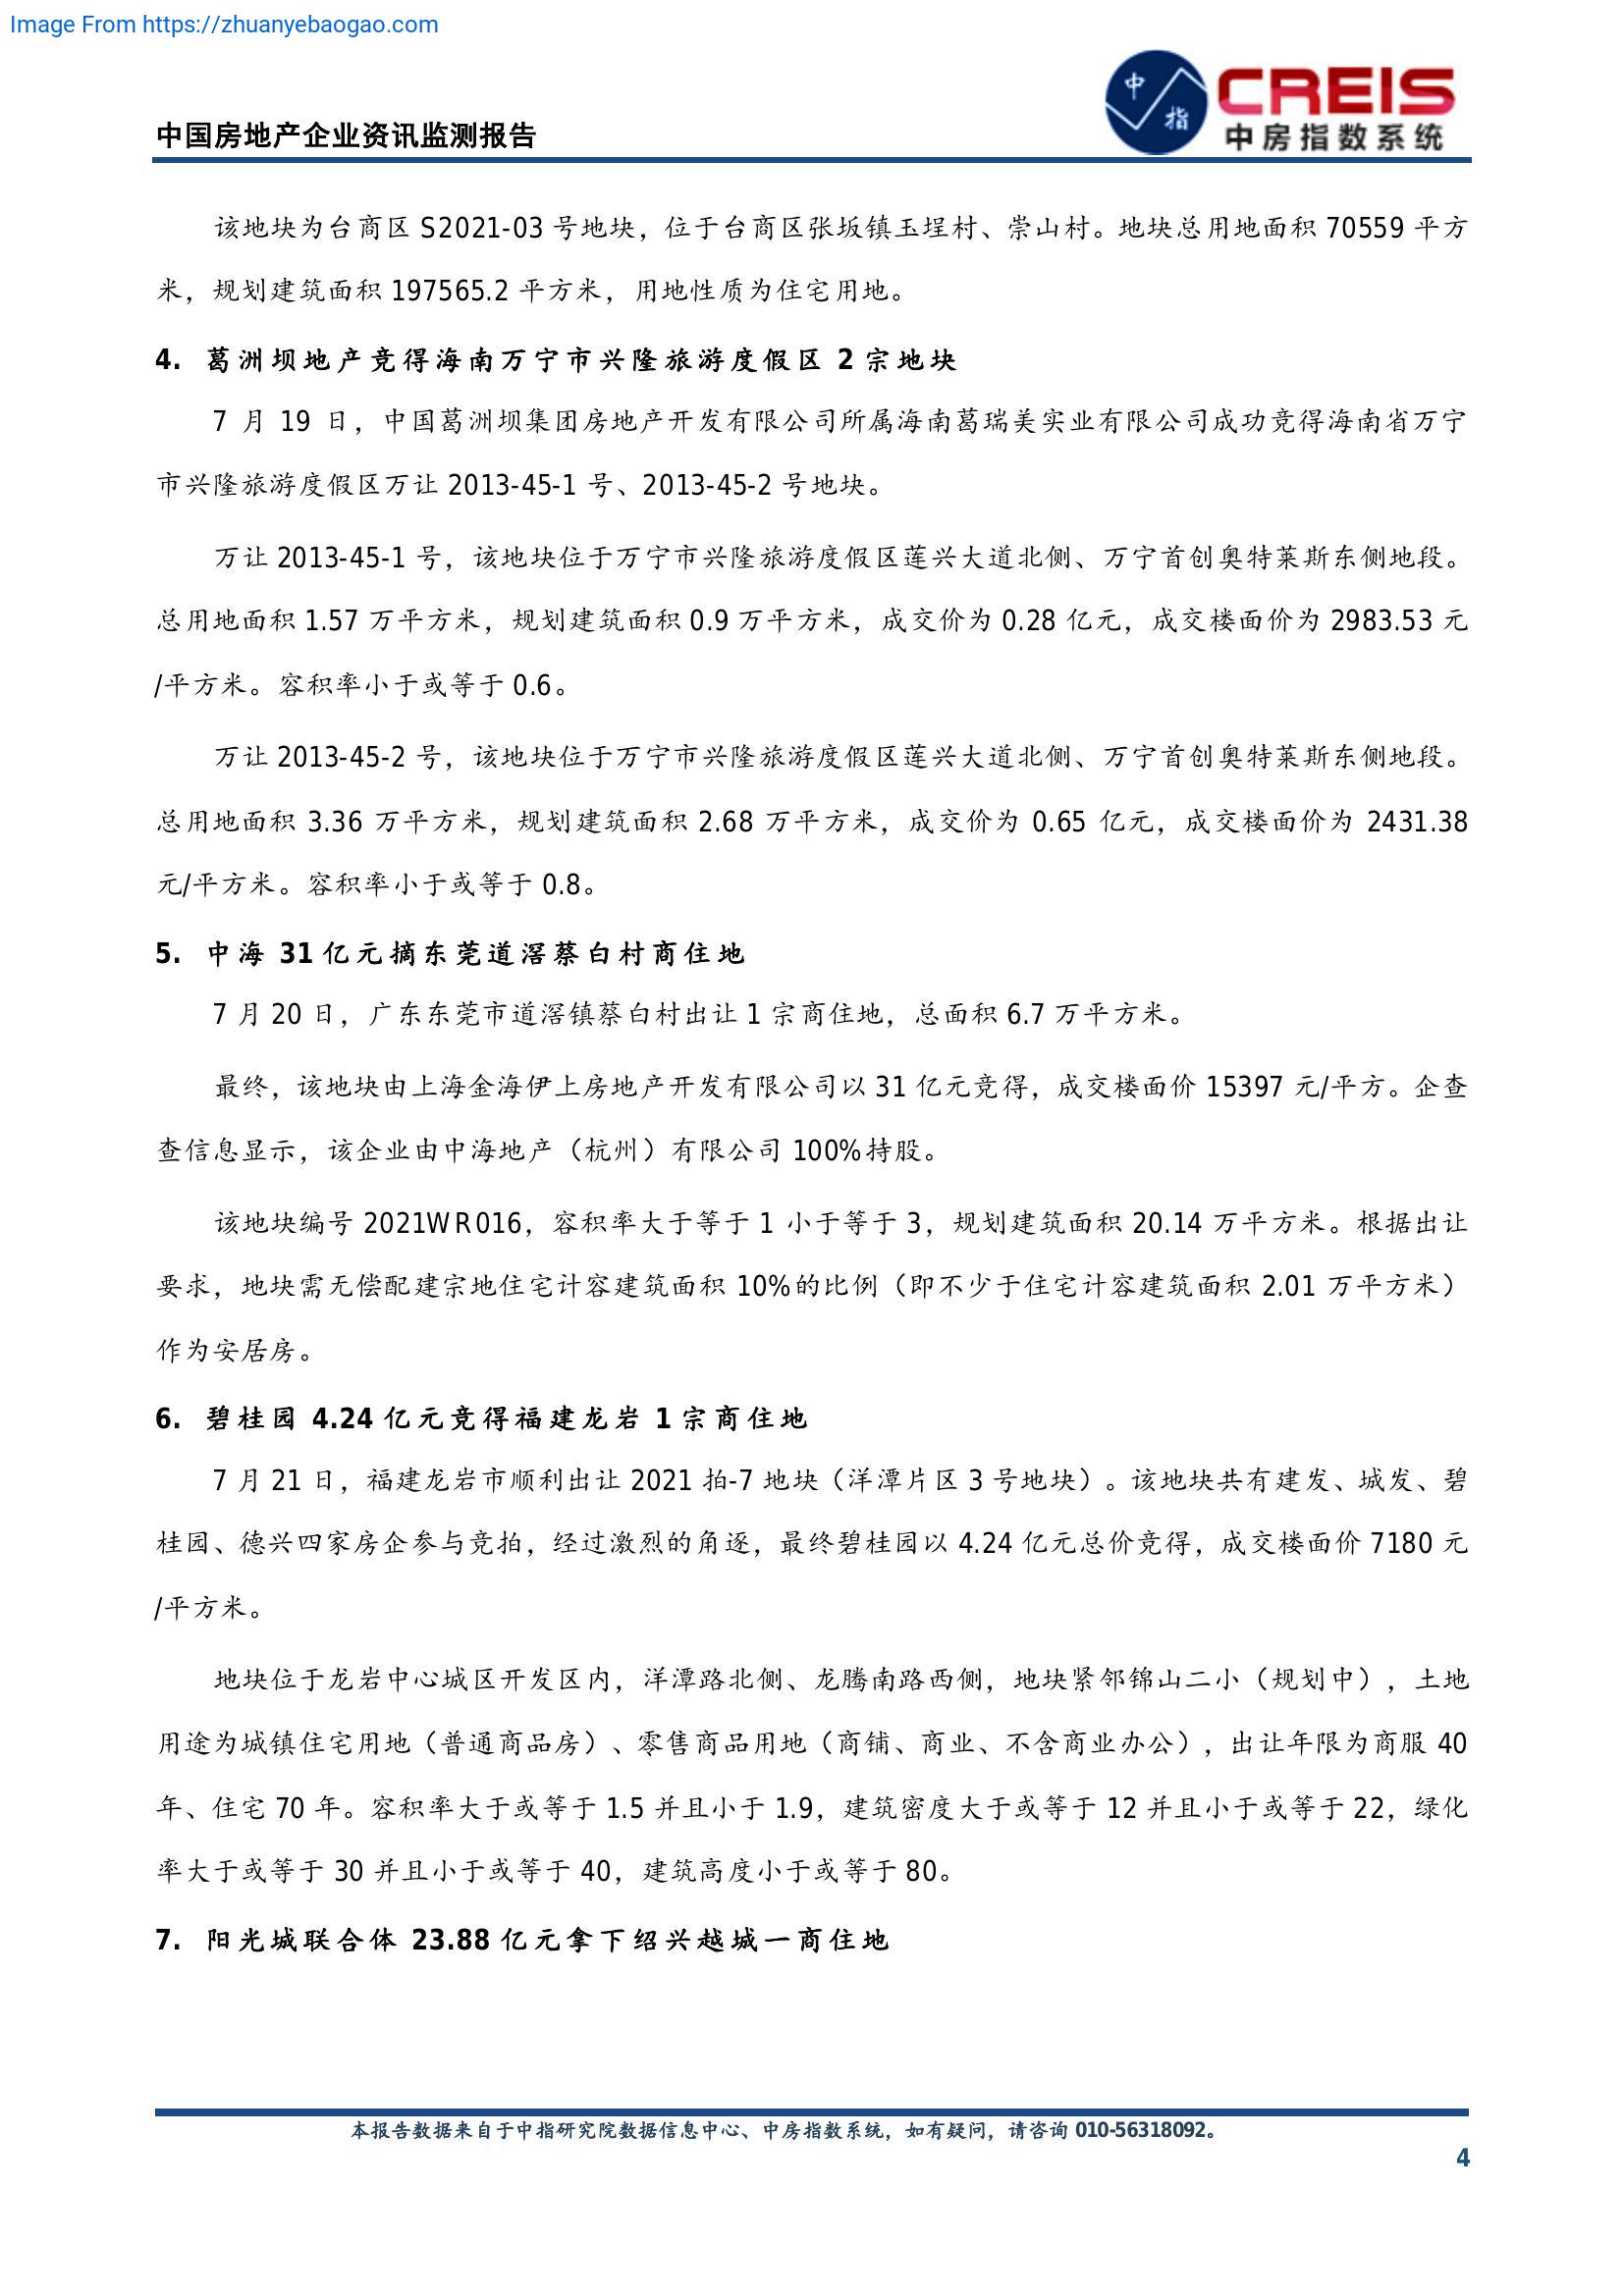 Image From https://zhuanyebaogao.com
中 指
CREIS
中房指数系统
中国房地产企业资讯监测报告
该地块为台商区 S2021-03 号地块，位于台商区张坂镇玉埕村、崇山村。地块总用地面积 70559 平方
米，规划建筑面积 197565.2 平方米，用地性质为住宅用地。
4. 葛洲坝地产竞得海南万宁市兴隆旅游度假区 2 宗地块
7 月 19 日，中国葛洲坝集团房地产开发有限公司所属海南葛瑞美实业有限公司成功竞得海南省万宁
市兴隆旅游度假区万让 2013-45-1 号、2013-45-2 号地块。
万让 2013-45-1 号，该地块位于万宁市兴隆旅游度假区莲兴大道北侧、万宁首创奥特莱斯东侧地段。
总用地面积 1.57 万平方米，规划建筑面积 0.9 万平方米，成交价为 0.28 亿元，成交楼面价为 2983.53 元
/平方米。容积率小于或等于 0.6。
万让 2013-45-2 号，该地块位于万宁市兴隆旅游度假区莲兴大道北侧、万宁首创奥特莱斯东侧地段。
总用地面积 3.36 万平方米，规划建筑面积 2.68 万平方米，成交价为 0.65 亿元，成交楼面价为 2431.38
元/平方米。容积率小于或等于 0.8。
5. 中海 31 亿元摘东莞道滘蔡白村商住地
7 月 20 日，广东东莞市道滘镇蔡白村出让 1 宗商住地，总面积 6.7 万平方米。
最终，该地块由上海金海伊上房地产开发有限公司以 31 亿元竞得，成交楼面价 15397 元/平方。企查
查信息显示，该企业由中海地产（杭州）有限公司 100%持股。
该地块编号 2021WR016，容积率大于等于 1 小于等于 3，规划建筑面积 20.14 万平方米。根据出让
要求，地块需无偿配建宗地住宅计容建筑面积 10%的比例（即不少于住宅计容建筑面积 2.01 万平方米）
作为安居房。
6. 碧桂园 4.24 亿元竞得福建龙岩 1 宗商住地
7 月 21 日，福建龙岩市顺利出让 2021 拍-7 地块（洋潭片区 3 号地块）。该地块共有建发、城发、碧
桂园、德兴四家房企参与竞拍，经过激烈的角逐，最终碧桂园以 4.24 亿元总价竞得，成交楼面价 7180 元
/平方米。
地块位于龙岩中心城区开发区内，洋潭路北侧、龙腾南路西侧，地块紧邻锦山二小（规划中），土地
用途为城镇住宅用地（普通商品房）、零售商品用地（商铺、商业、不含商业办公），出让年限为商服 40
年、住宅 70 年。容积率大于或等于 1.5 并且小于 1.9，建筑密度大于或等于 12 并且小于或等于 22，绿化
率大于或等于 30 并且小于或等于 40，建筑高度小于或等于 80。
7. 阳光城联合体 23.88 亿元拿下绍兴越城一商住地
本报告数据来自于中指研究院数据信息中心、中房指数系统，如有疑问，请咨询 010-56318092。
4